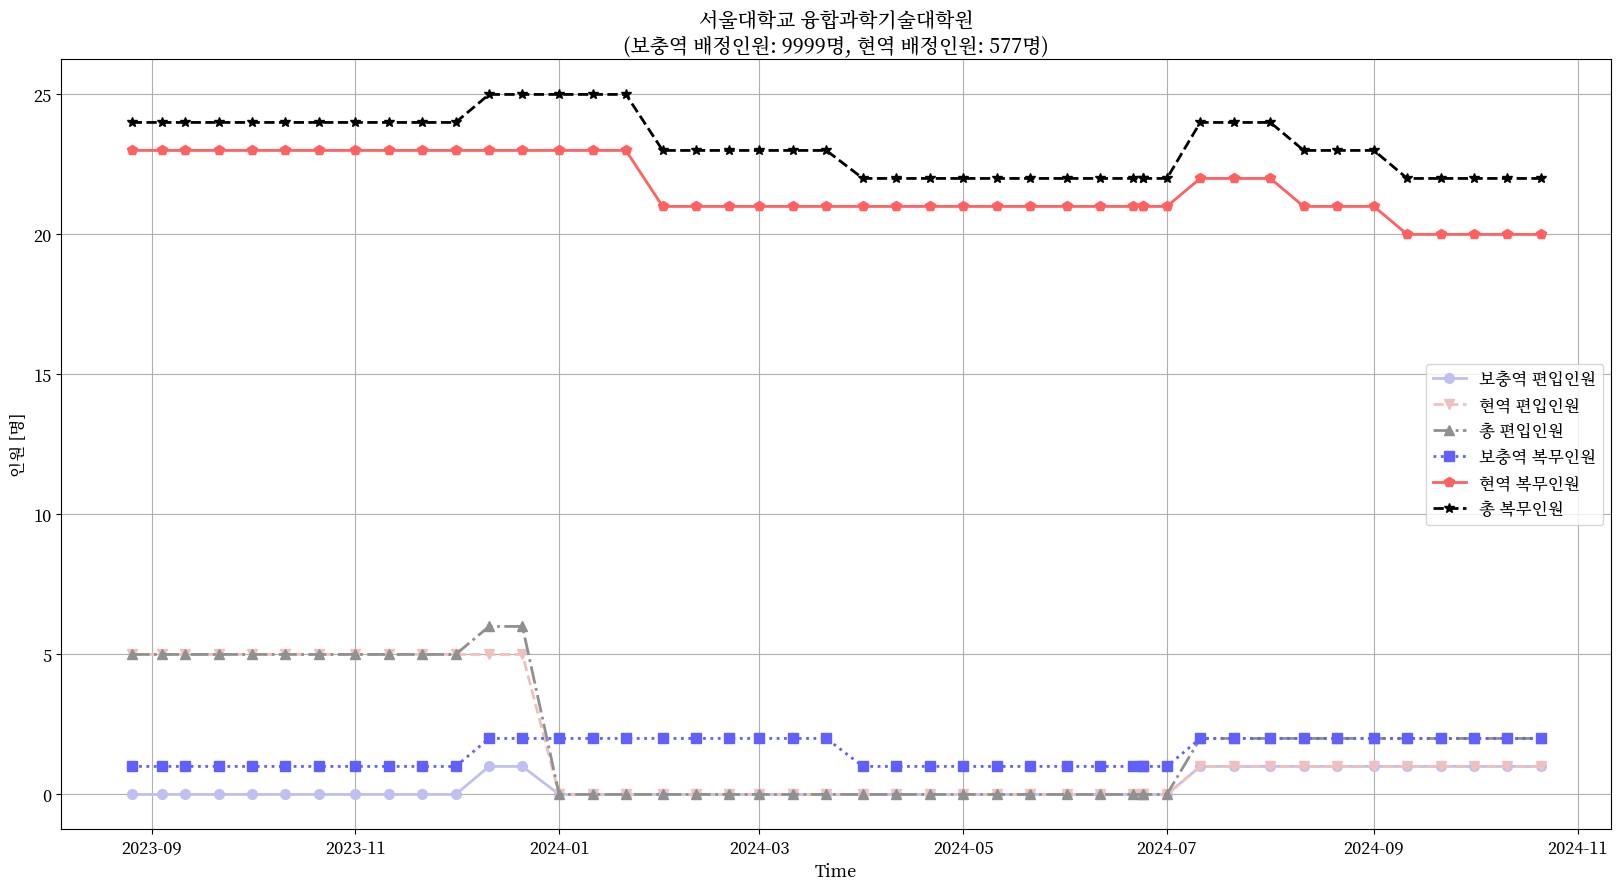 서울대학교 융합과학기술대학원
(보충역 배정인원: 9999명, 현역 배정인원: 577명)
인원 [명]
25
20
15
10
5
0
보충역 편입인원
현역 편입인원
총 편입인원
보충역 복무인원
현역 복무인원
총 복무인원
2023-09
2023-11
2024-01
2024-03
2024-05
2024-07
2024-09
2024-11
Time